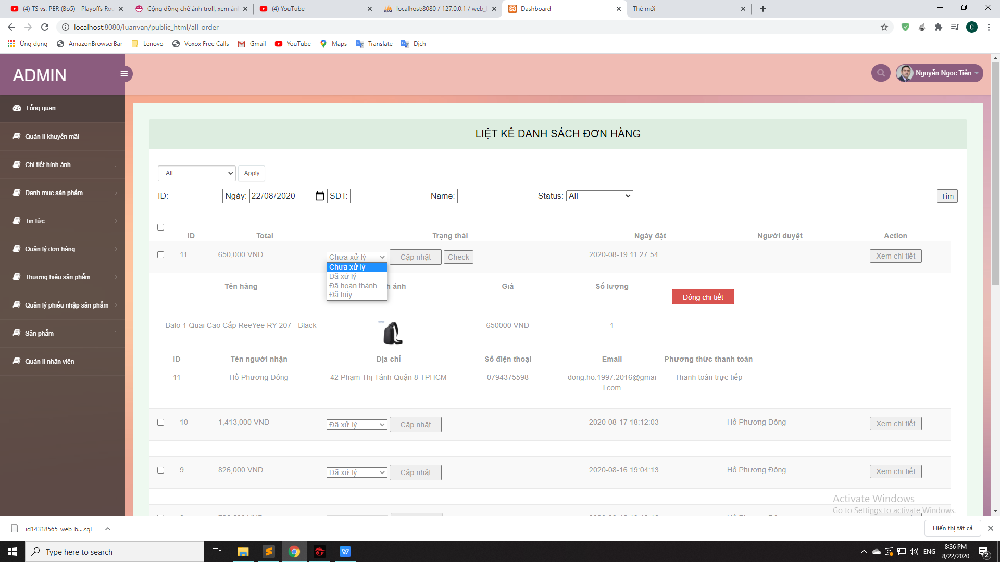 (4) TS vs. PER (Bo5) - Playoffs Rou
Cộng đồng chế ảnh troll, xem ản
(4) YouTube
localhost:8080 / 127.0.0.1 / web_
Dashboard
Thẻ mới
localhost:8080/luanvan/public_html/all-order
C
Ứng dụng
AmazonBrowserBar
Lenovo
Voxox Free Calls
Gmail
YouTube
Maps
Translate
Dịch
ADMIN
Nguyễn Ngọc Tiến
Tổng quan
Quản lí khuyến mãi
Chi tiết hình ảnh
Danh mục sản phẩm
Tin tức
Quản lý đơn hàng
Thương hiệu sản phẩm
Quản lý phiếu nhập sản phẩm
Sản phẩm
Quản lí nhân viên
LIỆT KÊ DANH SÁCH ĐƠN HÀNG
All
Apply
ID:
Ngày: 22/08/2020
SDT:
Name:
Status: All
Tìm
ID Total Trạng thái Ngày đặt Người duyệt Action
11 650,000 VND Chưa xử lý Cập nhật Check 2020-08-19 11:27:54 Xem chi tiết
Chưa xử lý
Đã xử lý
Đã hoàn thành
Đã hủy
Tên hàng h ảnh Giá Số lượng
Đóng chi tiết
Balo 1 Quai Cao Cấp ReeYee RY-207 - Black 650000 VND 1
ID Tên người nhận Địa chỉ Số điện thoại Email Phương thức thanh toán
11 Hồ Phương Đông 42 Phạm Thị Tánh Quận 8 TPHCM 0794375598 dong.ho.1997.2016@gmai Thanh toán trực tiếp
l.com
10 1,413,000 VND Đã xử lý Cập nhật 2020-08-17 18:12:03 Hồ Phương Đông Xem chi tiết
9 826,000 VND Đã xử lý Cập nhật 2020-08-16 19:04:13 Hồ Phương Đông Xem chi tiết
Activate Windows
Go to Settings to activate Windows.
id14318565_web_b....sql
Hiển thị tất cả
Type here to search
ENG
8:36 PM
8/22/2020
2